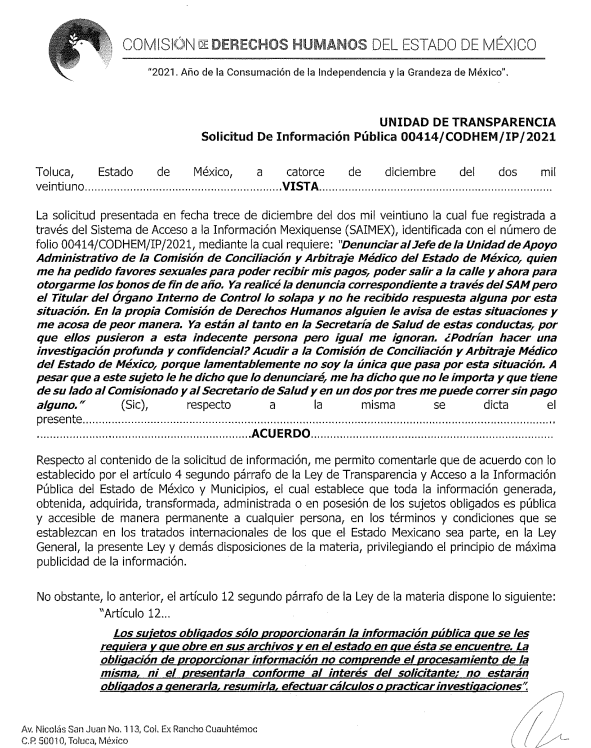 COMISIÓN DE DERECHOS HUMANOS DEL ESTADO DE MÉXICO
"2021. Año de la Consumación de la Independencia y la Grandeza de México".
UNIDAD DE TRANSPARENCIA
Solicitud De Información Pública 00414/CODHEM/IP/2021
Toluca, Estado de México, a catorce de diciembre del dos mil
veintiuno....................................................VISTA..............................................................
La solicitud presentada en fecha trece de diciembre del dos mil veintiuno la cual fue registrada a
través del Sistema de Acceso a la Información Mexiquense (SAIMEX), identificada con el número de
folio 00414/CODHEM/IP/2021, mediante la cual requiere: "Denunciar al Jefe de la Unidad de Apoyo
Administrativo de la Comisión de Conciliación y Arbitraje Médico del Estado de México, quien
me ha pedido favores sexuales para poder recibir mis pagos, poder salir a la calle y ahora para
otorgarme los bonos de fin de año. Ya realicé la denuncia correspondiente a través del SAM pero
el Titular del Órgano Interno de Control lo solapa y no he recibido respuesta alguna por esta
situación. En la propia Comisión de Derechos Humanos alguien le avisa de estas situaciones y
me acosa de peor manera. Ya están al tanto en la Secretaría de Salud de estas conductas, por
que ellos pusieron a esta indecente persona pero igual me ignoran. ¿Podrían hacer una
investigación profunda y confidencial? Acudir a la Comisión de Conciliación y Arbitraje Médico
del Estado de México, porque lamentablemente no soy la única que pasa por esta situación. A
pesar que a este sujeto le he dicho que lo denunciaré, me ha dicho que no le importa y que tiene
de su lado al Comisionado y al Secretario de Salud y en un dos por tres me puede correr sin pago
alguno." (Sic), respecto a la misma se dicta el
presente............................................................................................................................
.........................................................ACUERDO................................................................
Respecto al contenido de la solicitud de información, me permito comentarle que de acuerdo con lo
establecido por el artículo 4 segundo párrafo de la Ley de Transparencia y Acceso a la Información
Pública del Estado de México y Municipios, el cual establece que toda la información generada,
obtenida, adquirida, transformada, administrada o en posesión de los sujetos obligados es pública
y accesible de manera permanente a cualquier persona, en los términos y condiciones que se
establezcan en los tratados internacionales de los que el Estado Mexicano sea parte, en la Ley
General, la presente Ley y demás disposiciones de la materia, privilegiando el principio de máxima
publicidad de la información.
No obstante, lo anterior, el artículo 12 segundo párrafo de la Ley de la materia dispone lo siguiente:
"Artículo 12...
Los sujetos obligados sólo proporcionarán la información pública que se les
requiera y que obre en sus archivos y en el estado en que ésta se encuentre. La
obligación de proporcionar información no comprende el procesamiento de la
misma, ni el presentarla conforme al interés del solicitante; no estarán
obligados a generarla, resumirla, efectuar cálculos o practicar investigaciones".
Av. Nicolás San Juan No. 113, Col. Ex Rancho Cuauhtémoc
C.P. 50010, Toluca, México